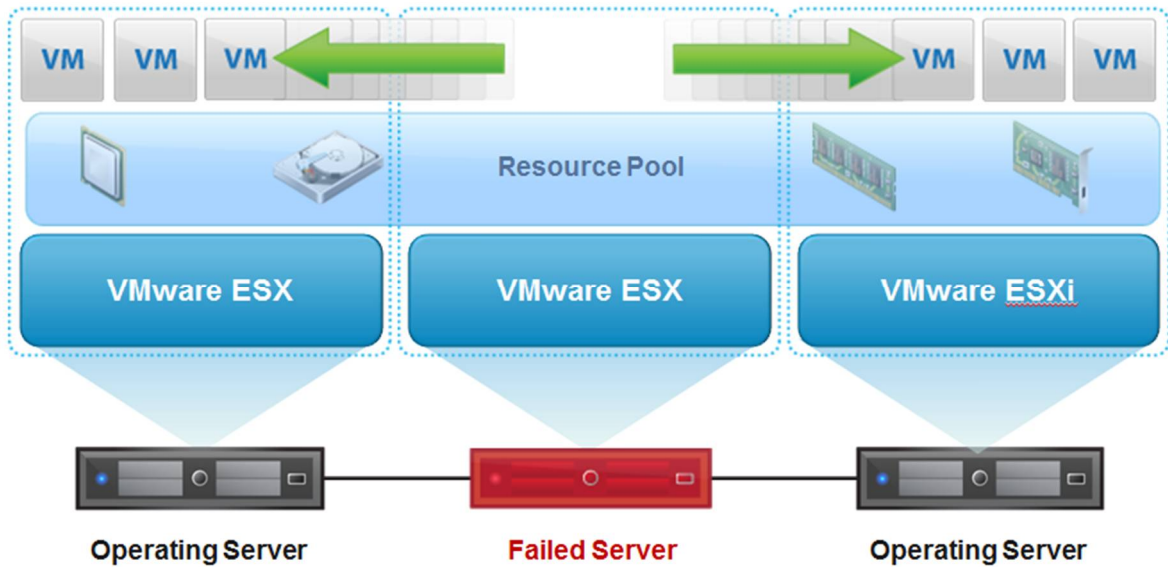 VM VM VM VM VM VM
Resource Pool
VMware ESX VMware ESX VMware ESXi
Operating Server Failed Server Operating Server